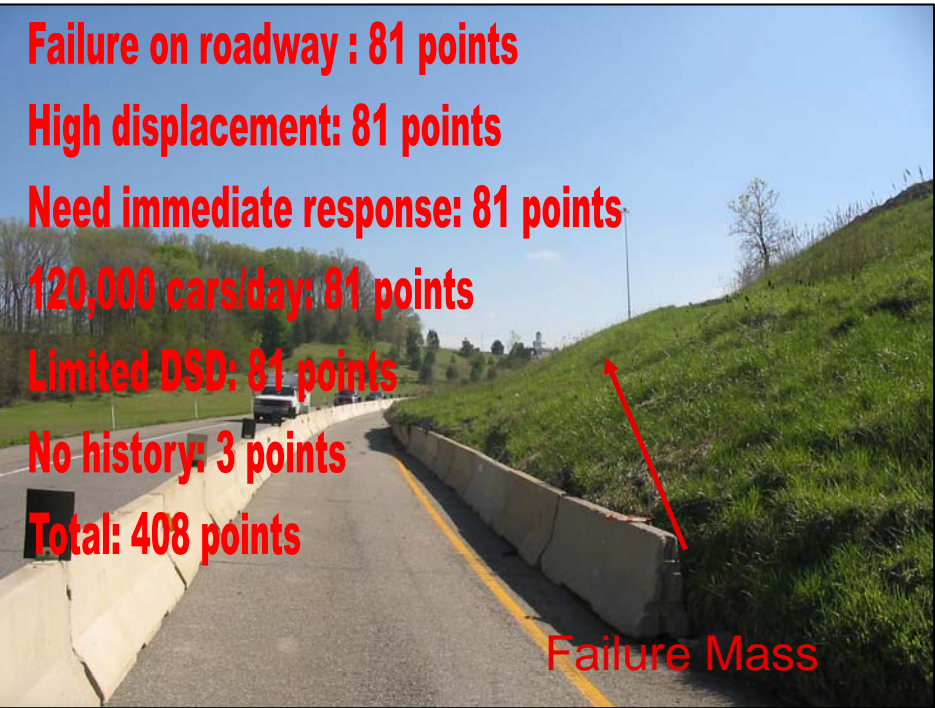 Failure on roadway : 81 points
High displacement: 81 points
Need immediate response: 81 points
120,000 cars/day: 81 points
Limited DSD: 81 points
No history: 3 points
Total: 408 points
Failure Mass